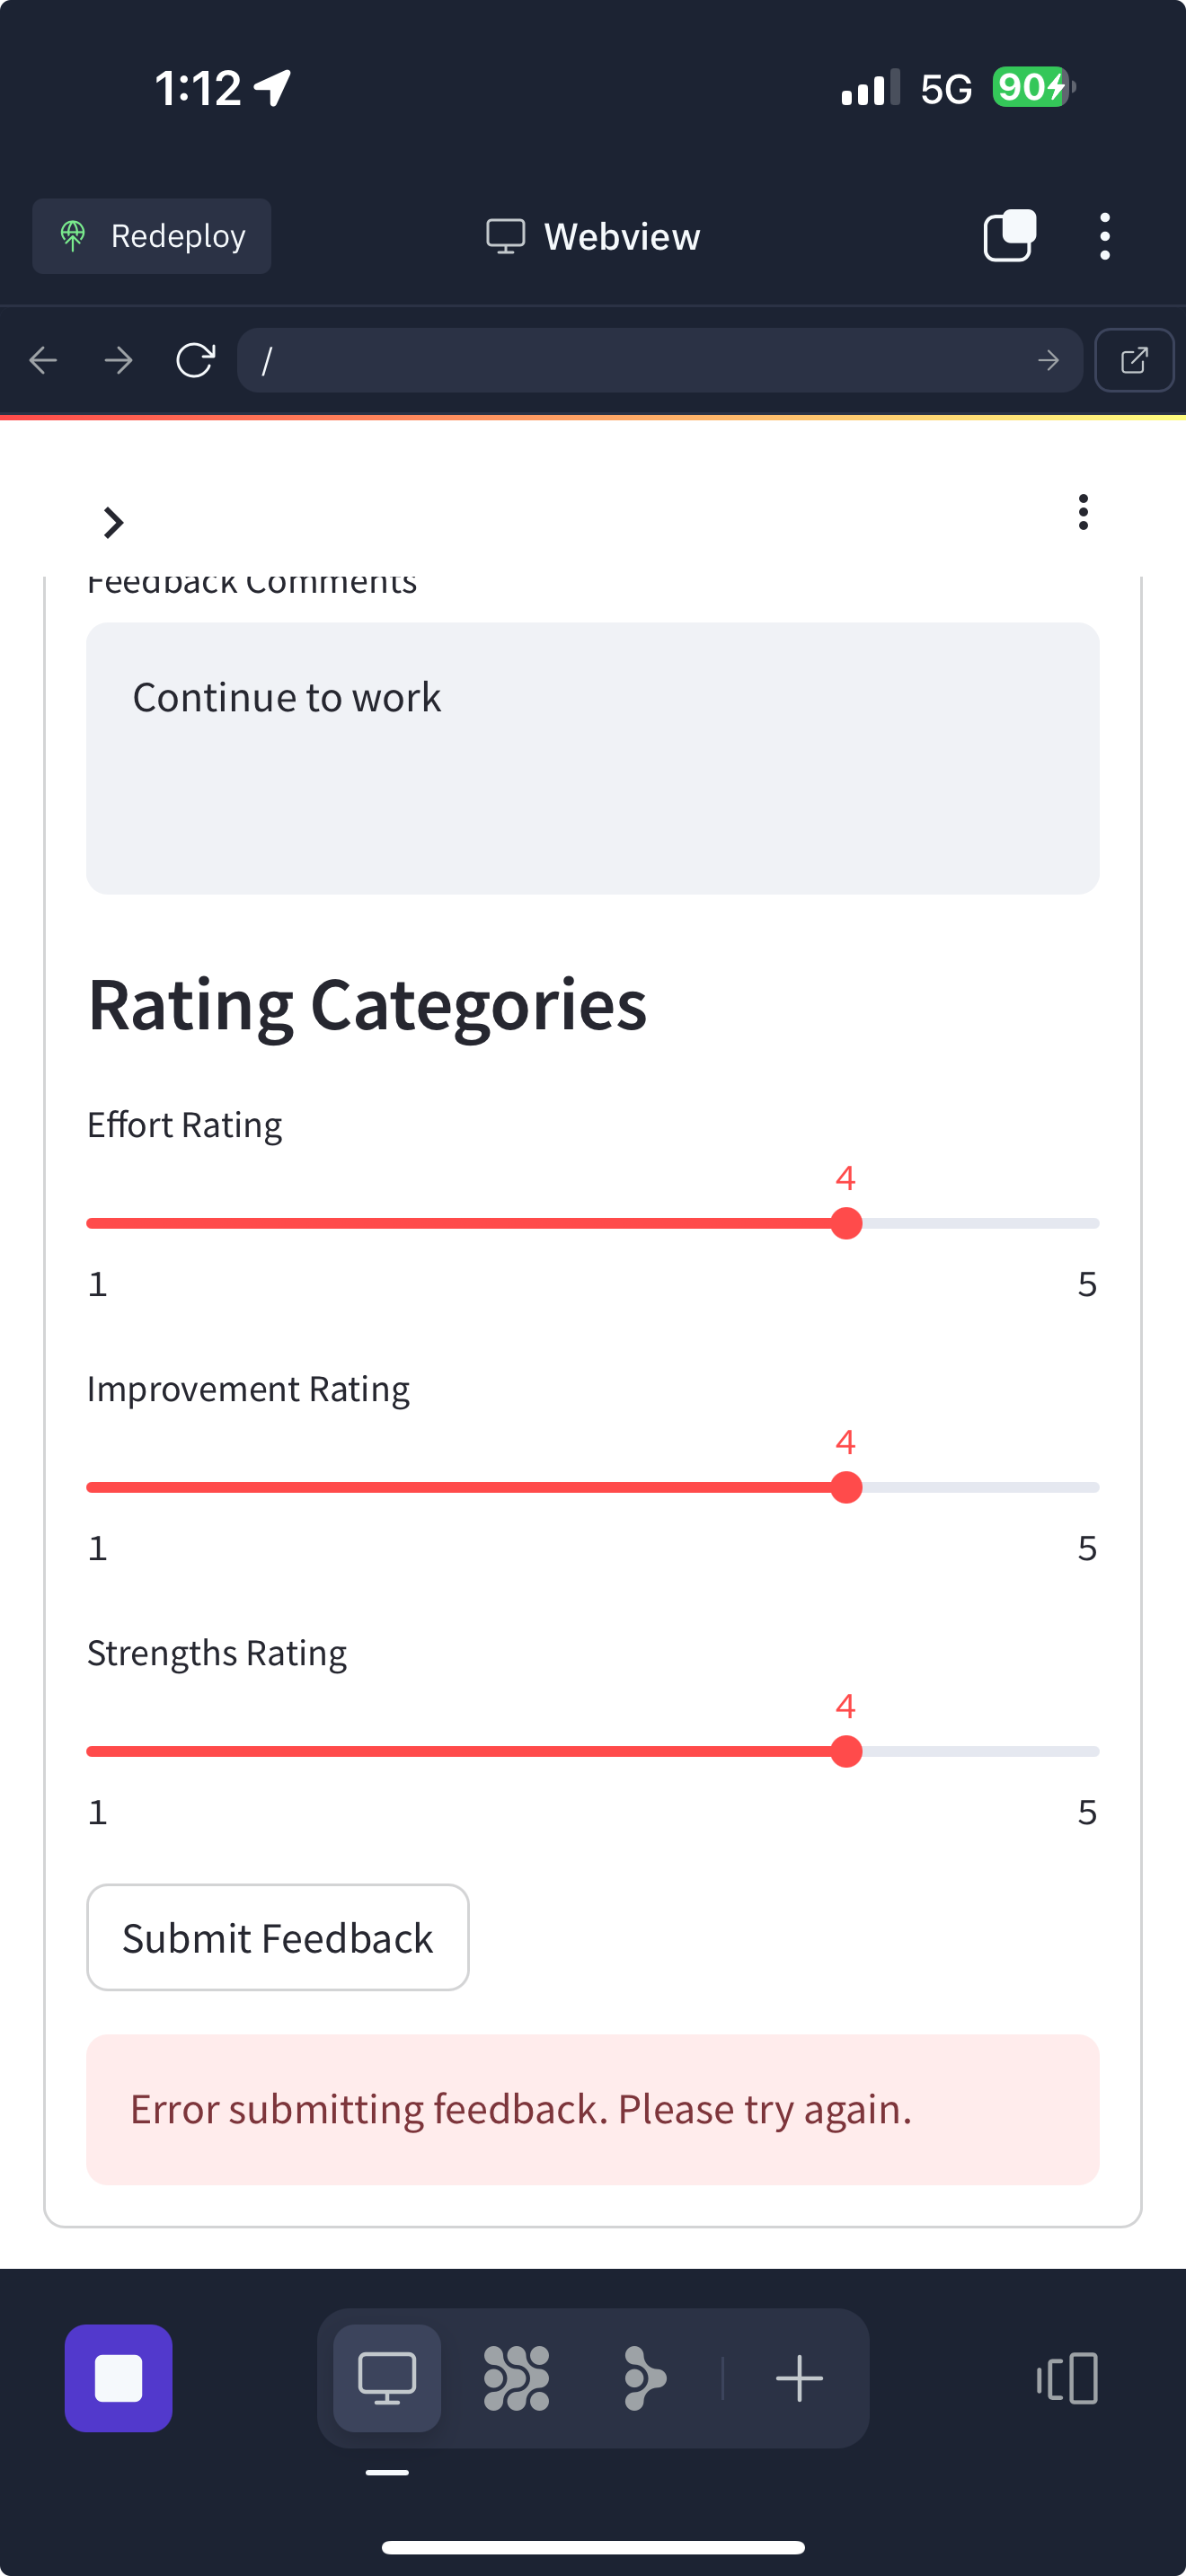 1:12
5G
90
Redeploy
Webview
/
Feedback Comments
Continue to work
Rating Categories
Effort Rating
4
1
5
Improvement Rating
4
1
5
Strengths Rating
4
1
5
Submit Feedback
Error submitting feedback. Please try again.